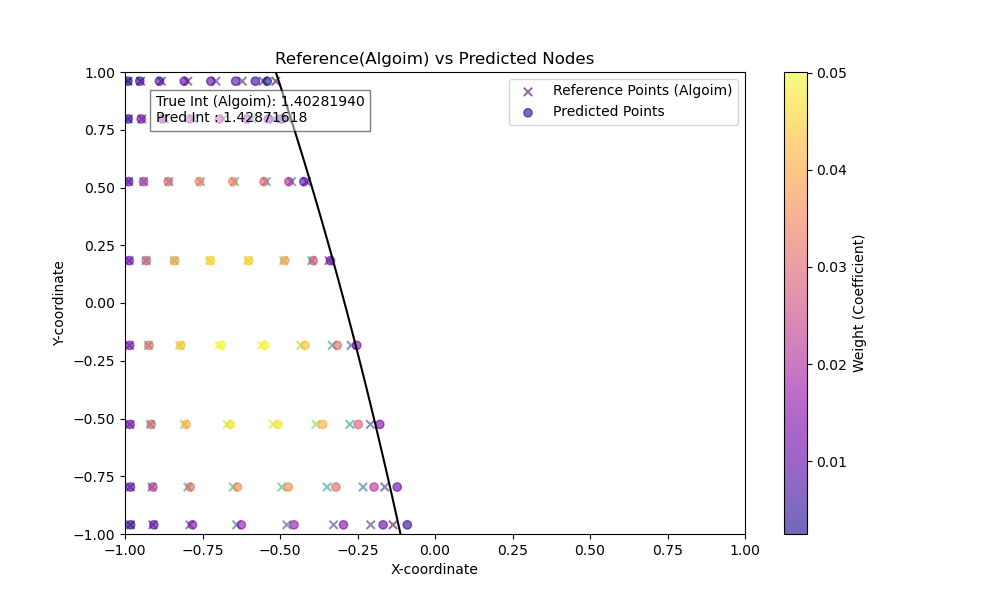 Reference(Algoim) vs Predicted Nodes
True Int (Algoim): 1.40281940
Pred Int : 1.42871618
Reference Points (Algoim)
Predicted Points
1.00
0.75
0.50
0.25
0.00
−0.25
−0.50
−0.75
−1.00
Y-coordinate
−1.00 −0.75 −0.50 −0.25 0.00 0.25 0.50 0.75 1.00
X-coordinate
0.05
0.04
0.03
0.02
0.01
Weight (Coefficient)